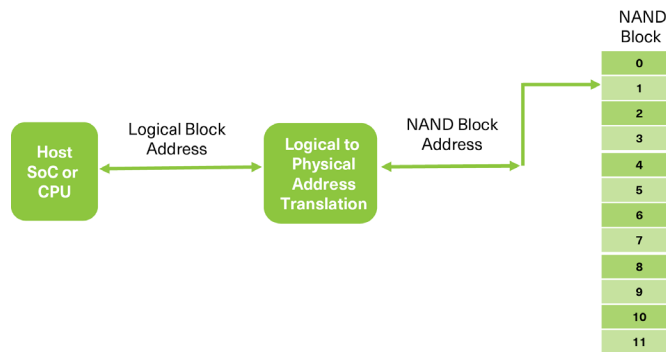 NAND
Block
0
1
2
3
4
5
6
7
8
9
10
11
Logical Block
Address
NAND Block
Address
Host
SoC or
CPU
Logical to
Physical
Address
Translation